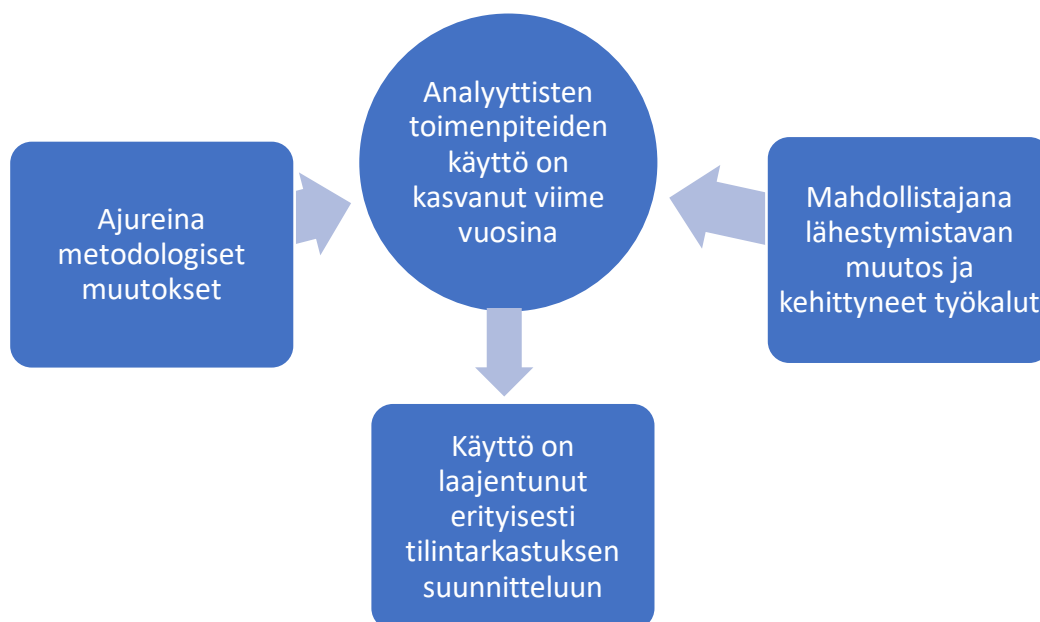 Analyyttisten
toimenpiteiden
käyttö on
kasvanut viime
vuosina
Ajureina
metodologiset
muutokset
Mahdollistajana
lähestymistavan
muutos ja
kehittyneet työkalut
Käyttö on
laajentunut
erityisesti
tilintarkastuksen
suunnitteluun